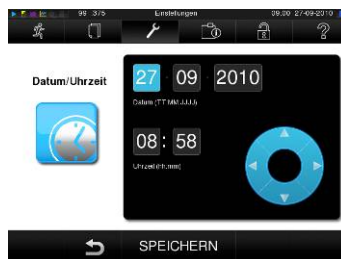 99 375 Einstellungen 09:00 27-09-2010
Datum/Uhrzeit
27 09 2010
Datum (TT MM JJJJ)
08: 58
Uhrzeit(hh:mm)
SPEICHERN